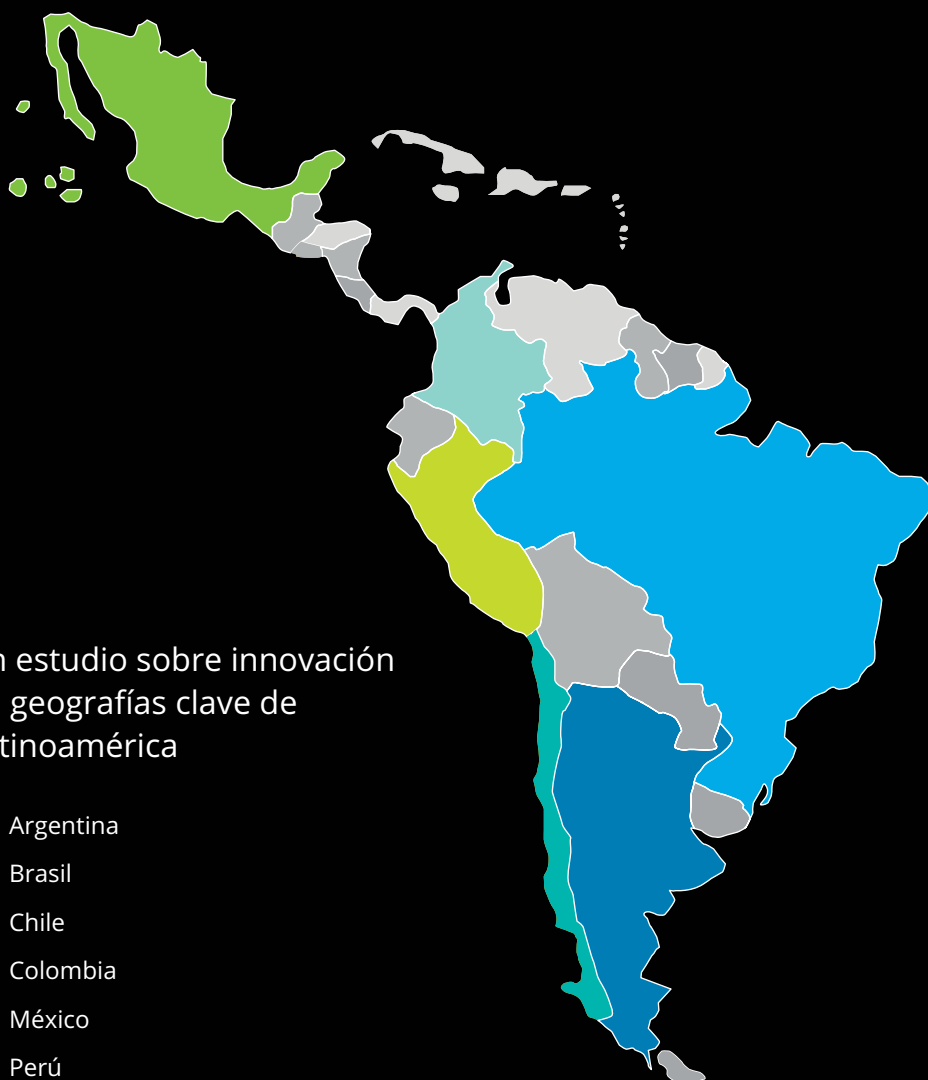 n estudio sobre innovación
geografías clave de
tinoamérica
Argentina
Brasil
Chile
Colombia
México
Perú